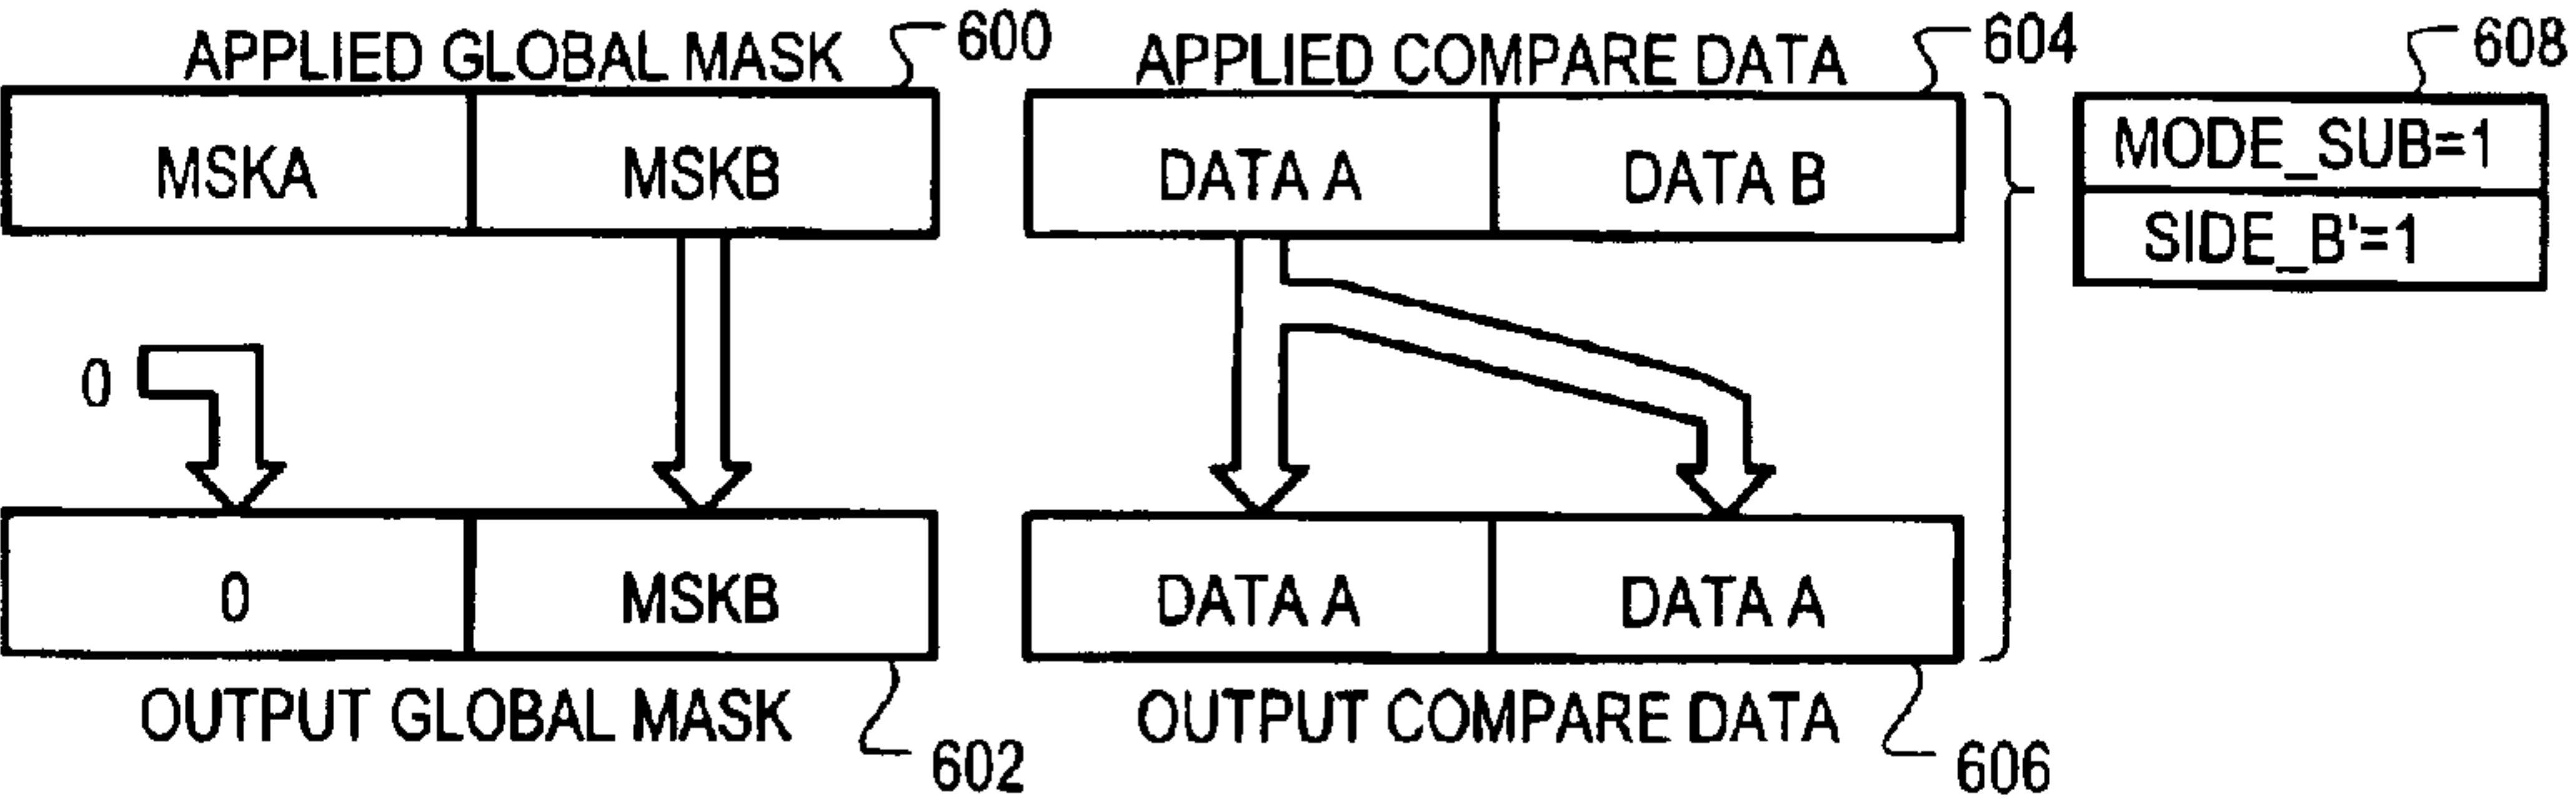 APPLIED GLOBAL MASK 600
APPLIED COMPARE DATA 604
608
MSKA MSKB
DATA A DATA B
MODE_SUB=1
SIDE_B'=1
0
0 MSKB
DATA A DATA A
OUTPUT GLOBAL MASK 602
OUTPUT COMPARE DATA 606